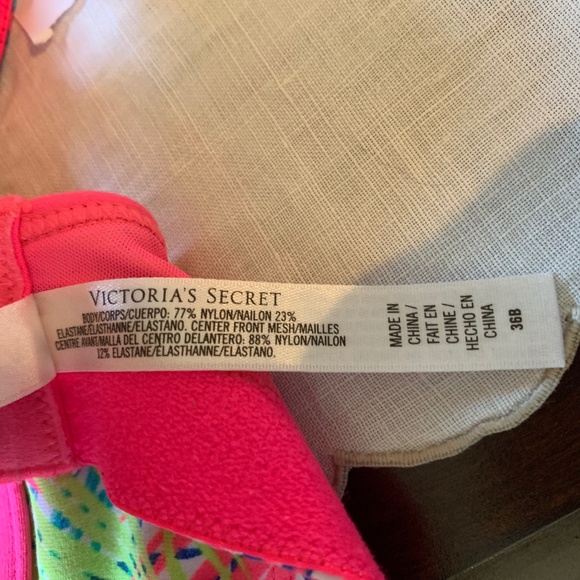 VICTORIA'S SECRET
BODY/CORPS/CUERPO: 77% NYLON/NAILON 23%
ELASTANE/ELASTHANNE/ELASTANO. CENTER FRONT MESH/MAILLES
CENTRE AVANT/MALLA DEL CENTRO DELANTERO: 88% NYLON/NAILON
12% ELASTANE/ÉLASTHANNE/ELASTANO.
MADE IN
CHINA/
FAIT EN
CHINE/
HECHO EN
CHINA
36B